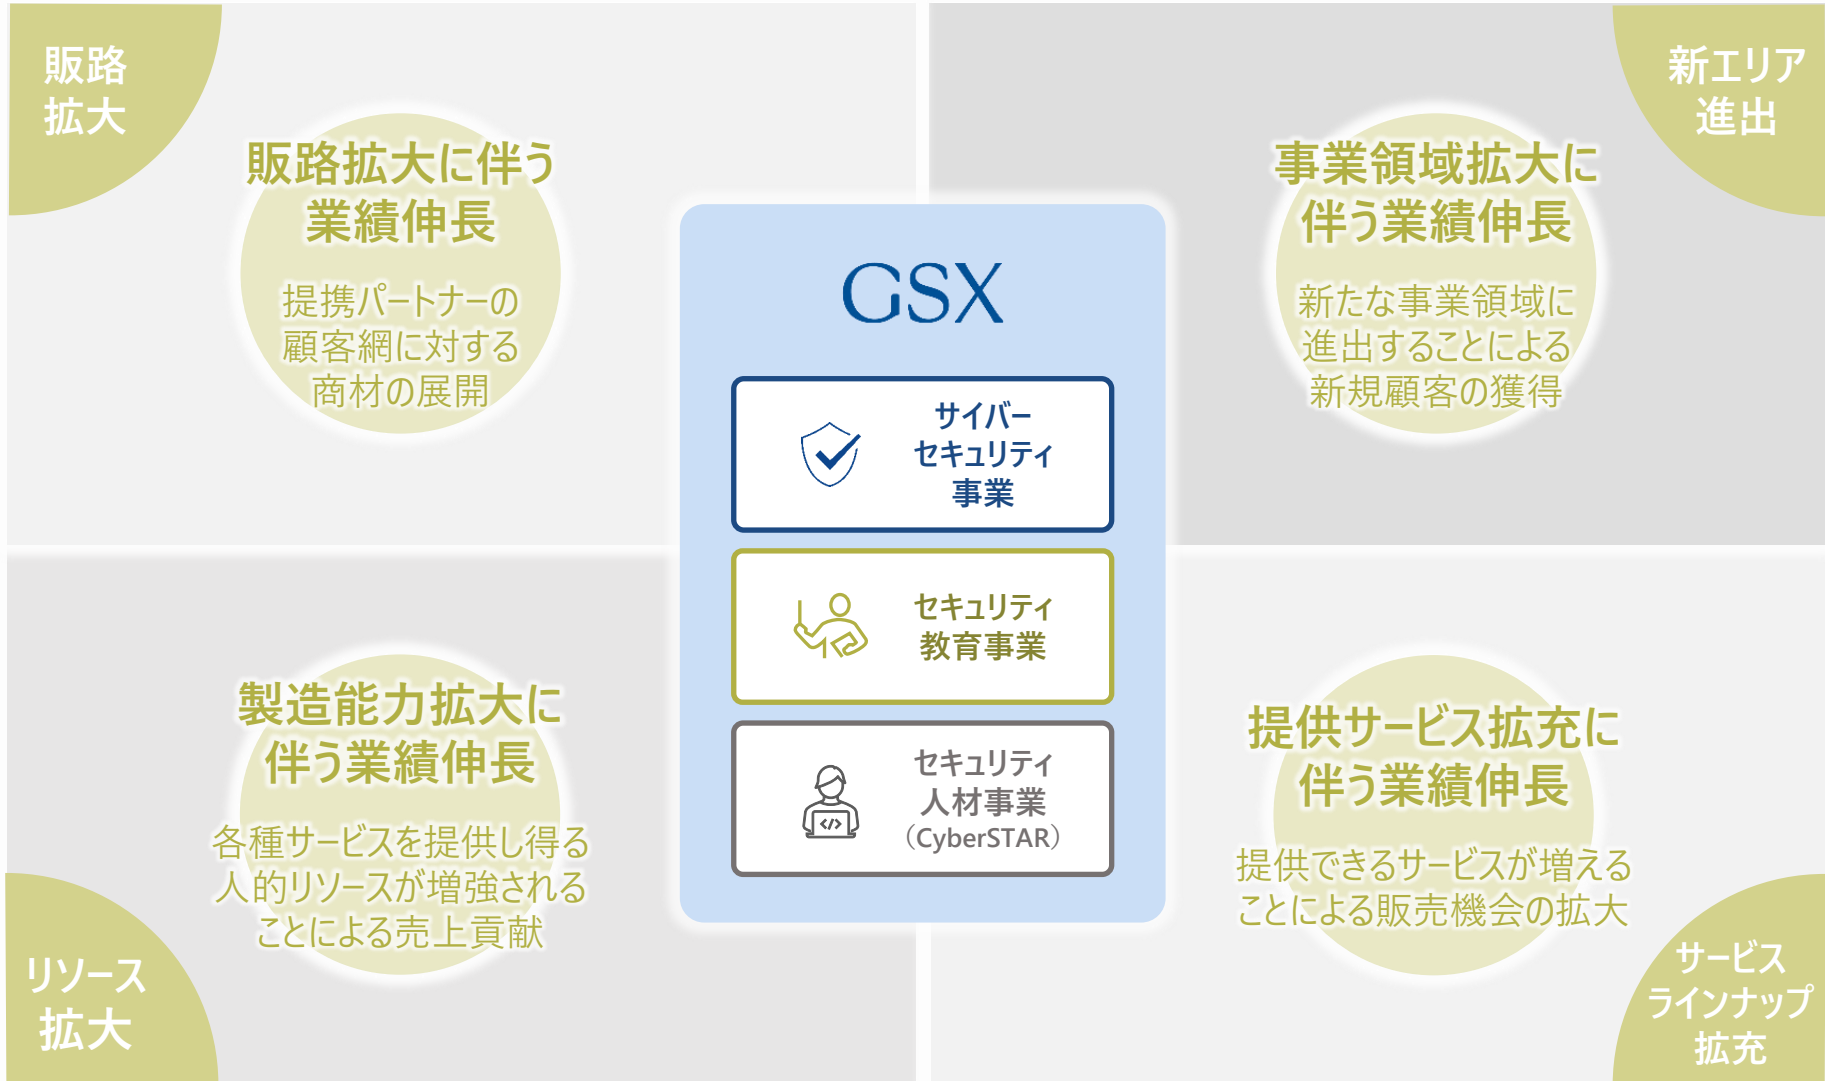 販路
拡大
販路拡大に伴う
業績伸長
提携パートナーの
顧客網に対する
商材の展開
新エリア
進出
事業領域拡大に
伴う業績伸長
新たな事業領域に
進出することによる
新規顧客の獲得
GSX
サイバー
セキュリティ
事業
セキュリティ
教育事業
セキュリティ
人材事業
（CyberSTAR）
製造能力拡大に
伴う業績伸長
各種サービスを提供し得る
人的リソースが増強される
ことによる売上貢献
リソース
拡大
提供サービス拡充に
伴う業績伸長
提供できるサービスが増える
ことによる販売機会の拡大
サービス
ラインナップ
拡充